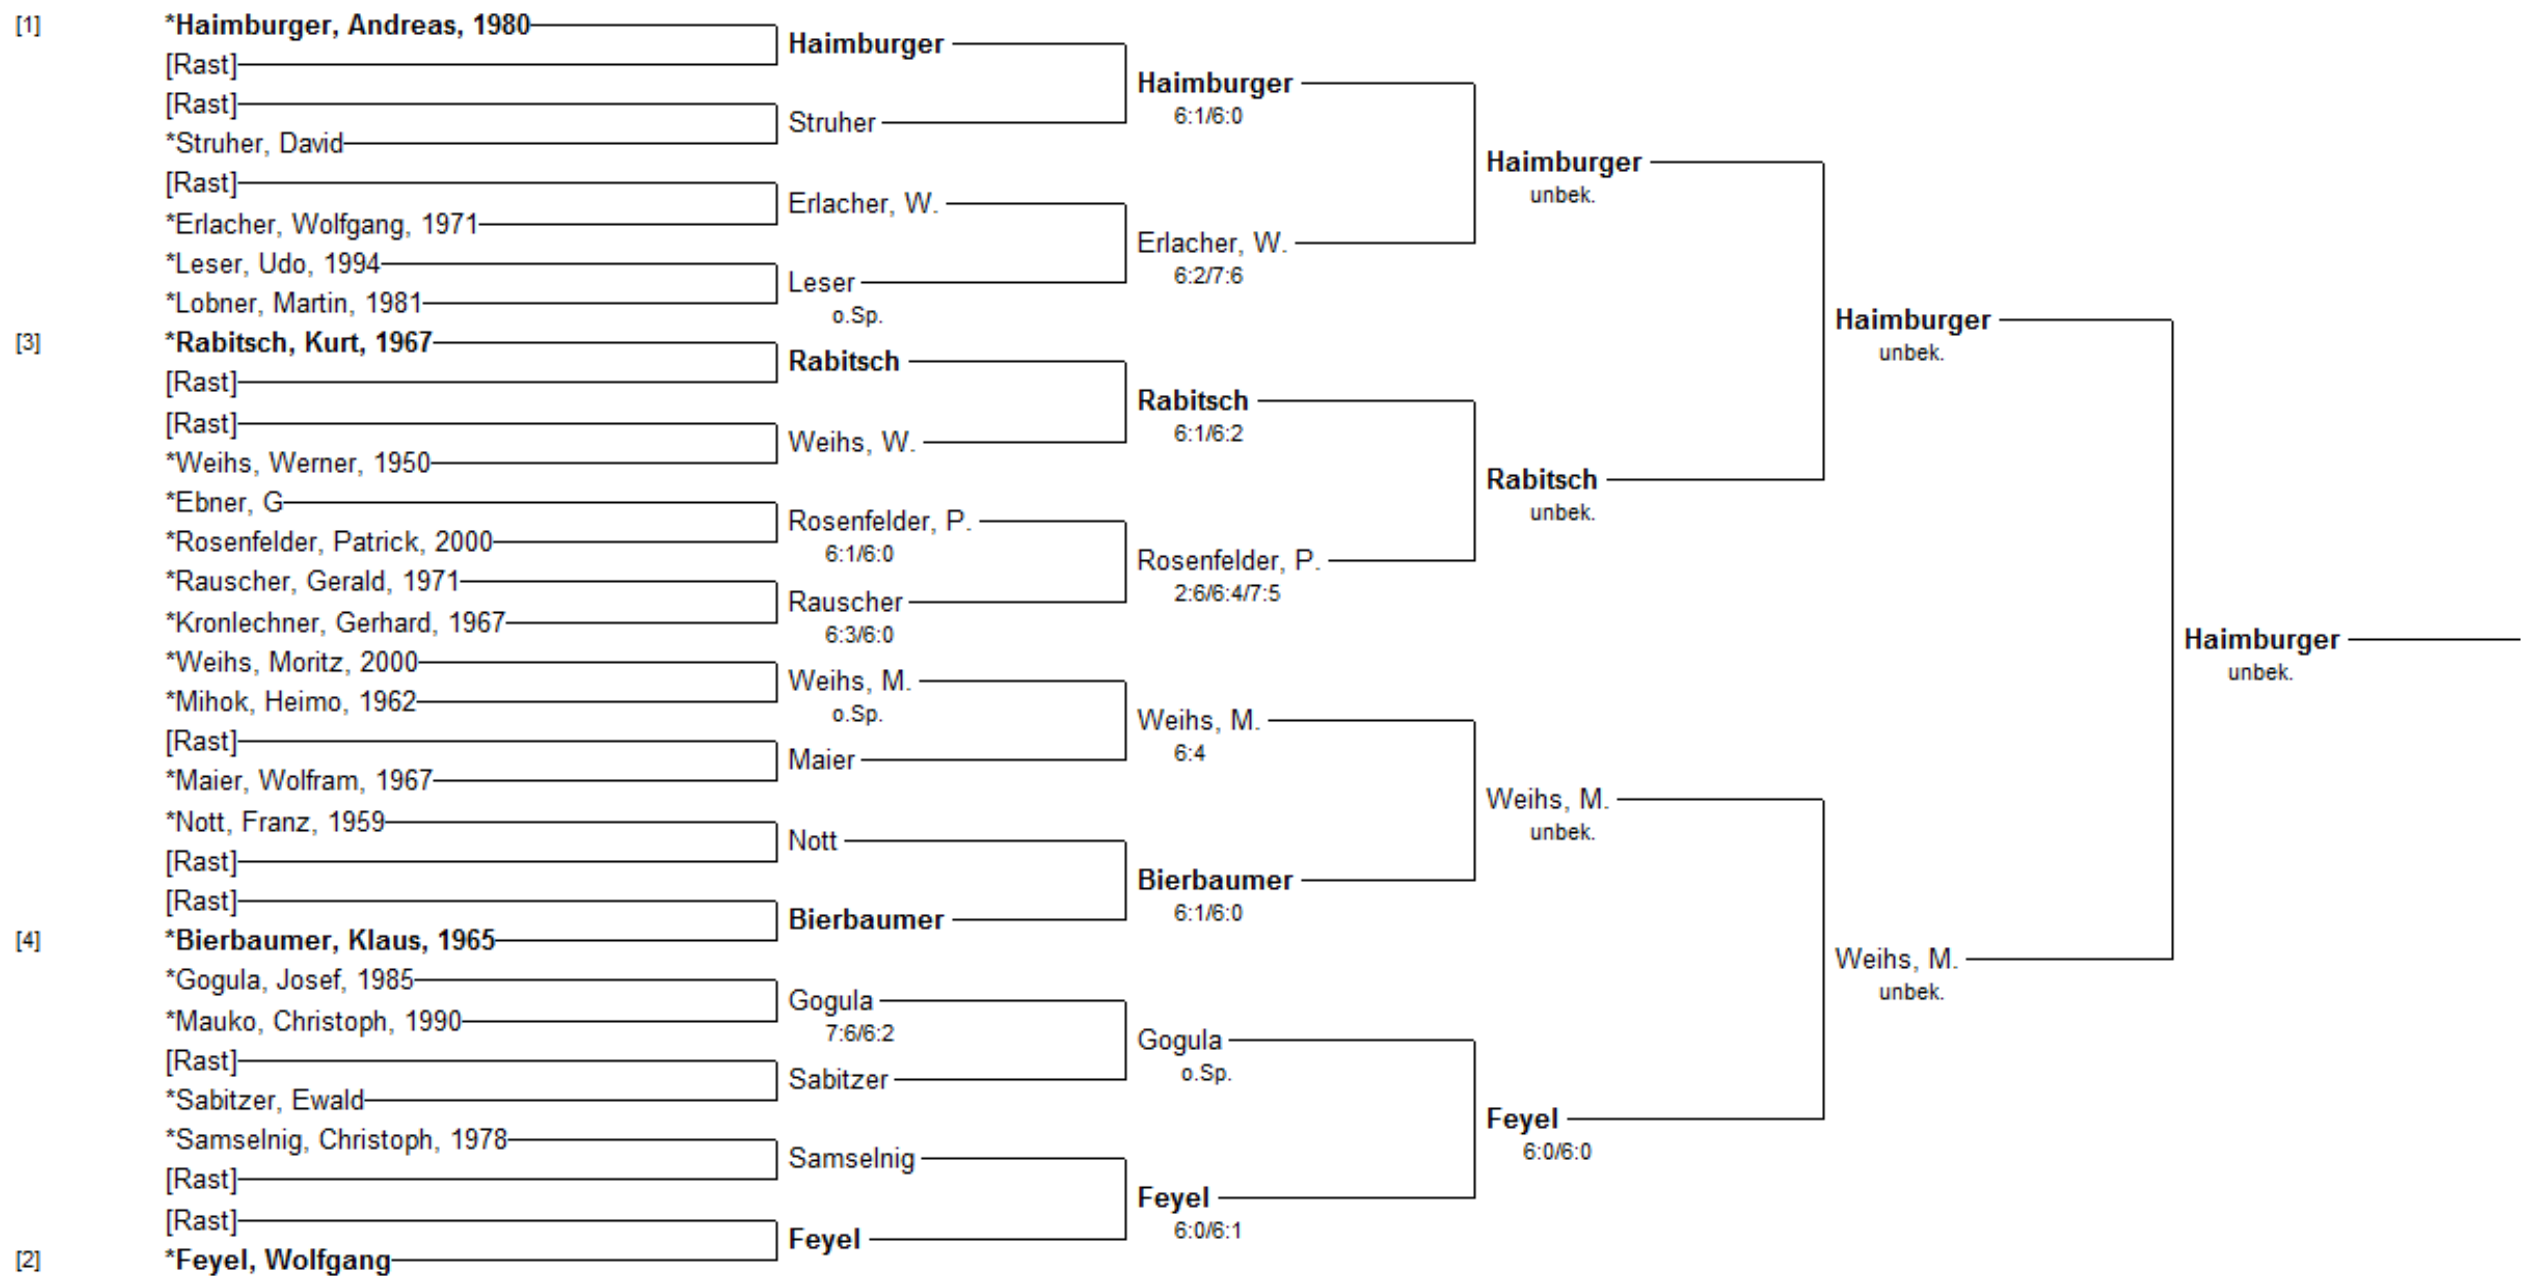 [1] *Haimburger, Andreas, 1980
[Rast]
Haimburger
[Rast]
*Struher, David
Struher
Haimburger
6:1/6:0
[Rast]
*Erlacher, Wolfgang, 1971
Erlacher, W.
*Leser, Udo, 1994
*Lobner, Martin, 1981
Leser
o.Sp.
Erlacher, W.
6:2/7:6
Haimburger
unbek.
[3] *Rabitsch, Kurt, 1967
[Rast]
Rabitsch
[Rast]
*Weihs, Werner, 1950
Weihs, W.
Rabitsch
6:1/6:2
*Ebner, G
*Rosenfelder, Patrick, 2000
Rosenfelder, P.
6:1/6:0
*Rauscher, Gerald, 1971
*Kronlechner, Gerhard, 1967
Rauscher
6:3/6:0
Rosenfelder, P.
2:6/6:4/7:5
Rabitsch
unbek.
Haimburger
unbek.
*Weihs, Moritz, 2000
*Mihok, Heimo, 1962
Weihs, M.
o.Sp.
[Rast]
*Maier, Wolfram, 1967
Maier
Weihs, M.
6:4
*Nott, Franz, 1959
[Rast]
Nott
[Rast]
[4] *Bierbaumer, Klaus, 1965
Bierbaumer
Bierbaumer
6:1/6:0
Weihs, M.
unbek.
*Gogula, Josef, 1985
*Mauko, Christoph, 1990
Gogula
7:6/6:2
[Rast]
*Sabitzer, Ewald
Sabitzer
Gogula
o.Sp.
*Samselnig, Christoph, 1978
[Rast]
Samselnig
[Rast]
[2] *Feyel, Wolfgang
Feyel
Feyel
6:0/6:1
Feyel
6:0/6:0
Weihs, M.
unbek.
Haimburger
unbek.